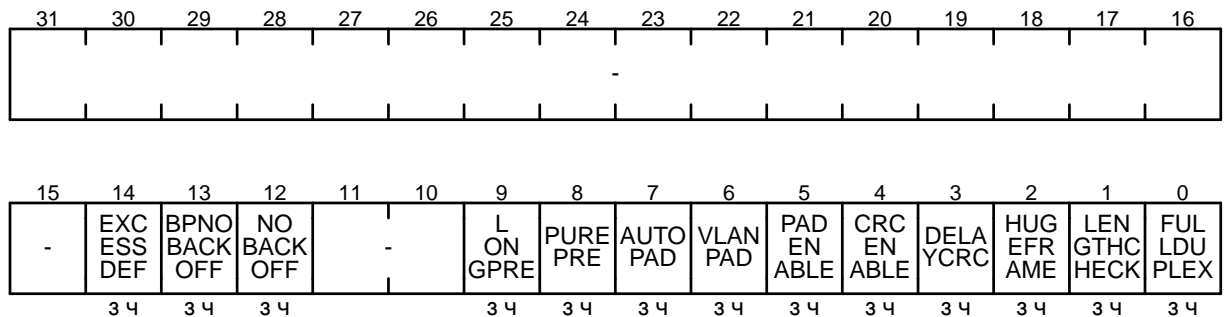 31 30 29 28 27 26 25 24 23 22 21 20 19 18 17 16
-
15 14 13 12 11 10 9 8 7 6 5 4 3 2 1 0
- EXC ESS DEF BPNO BACK OFF NO BACK OFF - L ON GPRE PURE PRE AUTO PAD VLAN PAD PAD EN ABLE CRC EN ABLE DELA YCRC HUG EFR AME LEN GTHC HECK FUL LDU PLEX
З Ч З Ч З Ч З Ч З Ч З Ч З Ч З Ч З Ч З Ч З Ч З Ч З Ч